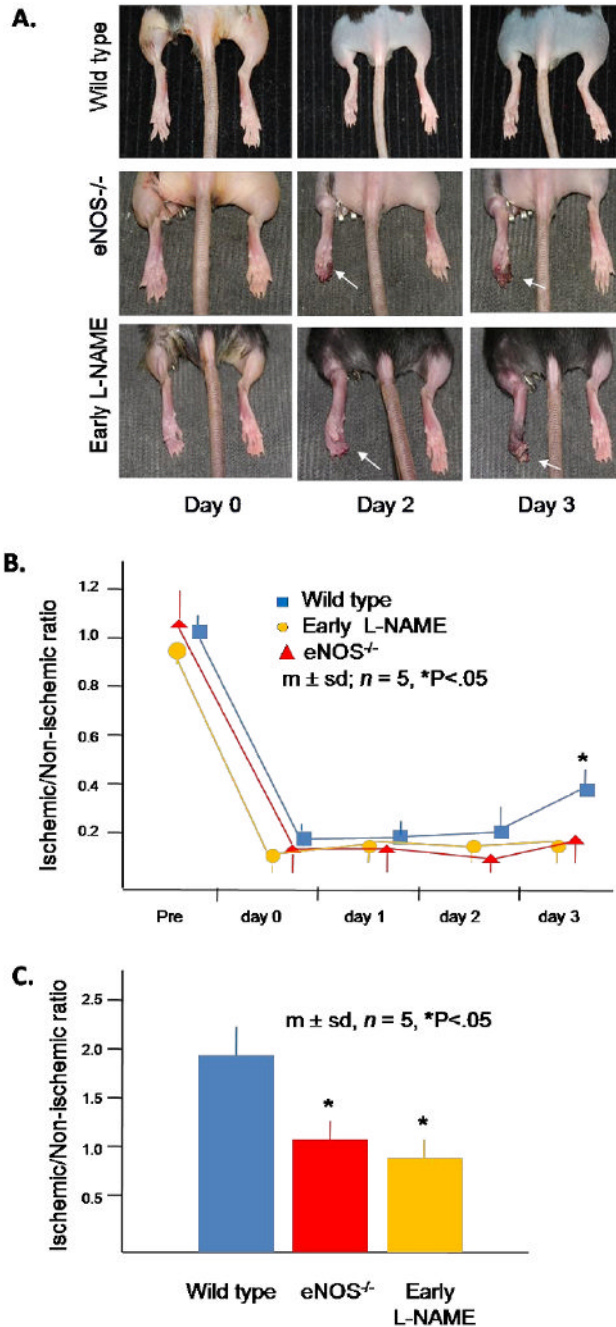 A.
Wild type
eNOS-/-
Early L-NAME
Day 0
Day 2
Day 3
B.
Ischemic/Non-ischemic ratio
1.2
1.0
0.8
0.6
0.4
0.2
Wild type
Early L-NAME
eNOS-/-
m ± sd; n = 5, *P<.05
*
Pre
day 0
day 1
day 2
day 3
C.
Ischemic/Non-ischemic ratio
2.5
2.0
1.5
1.0
0.5
m ± sd, n = 5, *P<.05
*
*
Wild type
eNOS-/-
Early
L-NAME